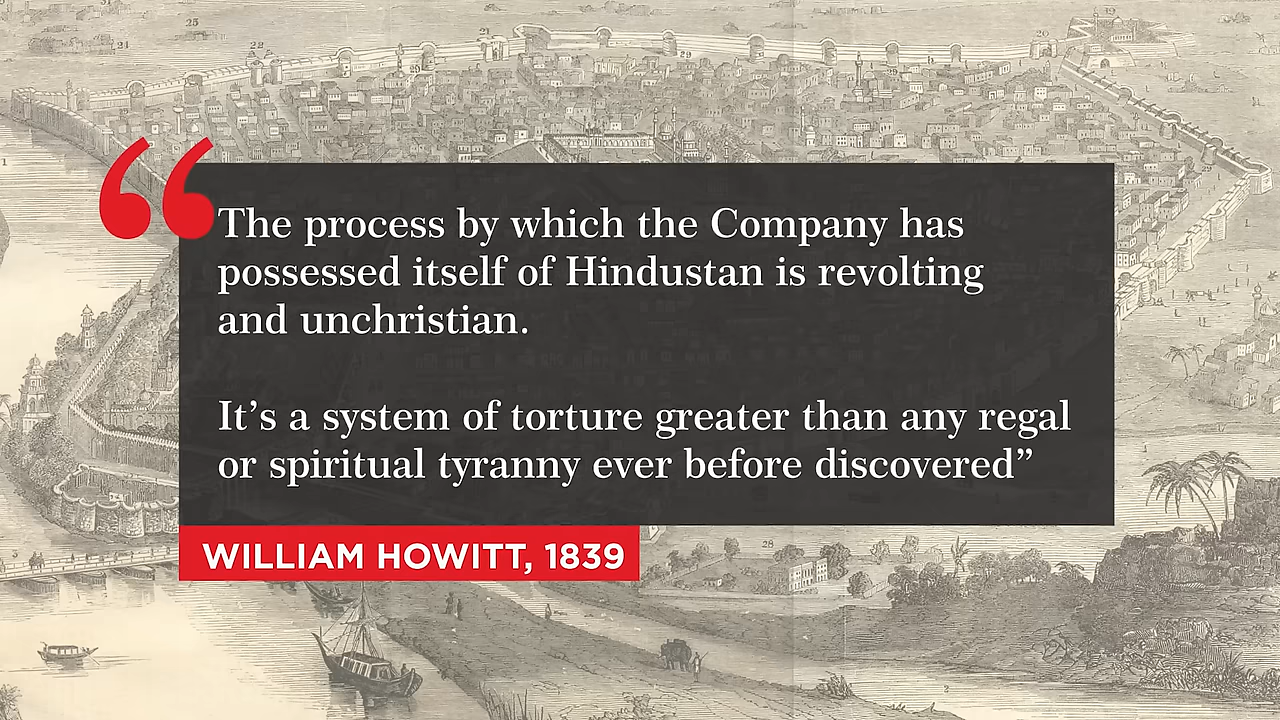 “
The process by which the Company has
possessed itself of Hindustan is revolting
and unchristian.
It’s a system of torture greater than any regal
or spiritual tyranny ever before discovered”
WILLIAM HOWITT, 1839